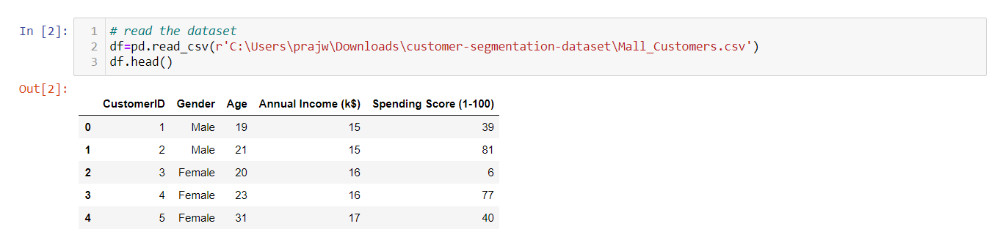 In [2]:
1 # read the dataset
2 df=pd.read_csv(r'C:\Users\prajw\Downloads\customer-segmentation-dataset\Mall_Customers.csv')
3 df.head()
Out[2]:
CustomerID Gender Age Annual Income (k$) Spending Score (1-100)
0 1 Male 19 15 39
1 2 Male 21 15 81
2 3 Female 20 16 6
3 4 Female 23 16 77
4 5 Female 31 17 40